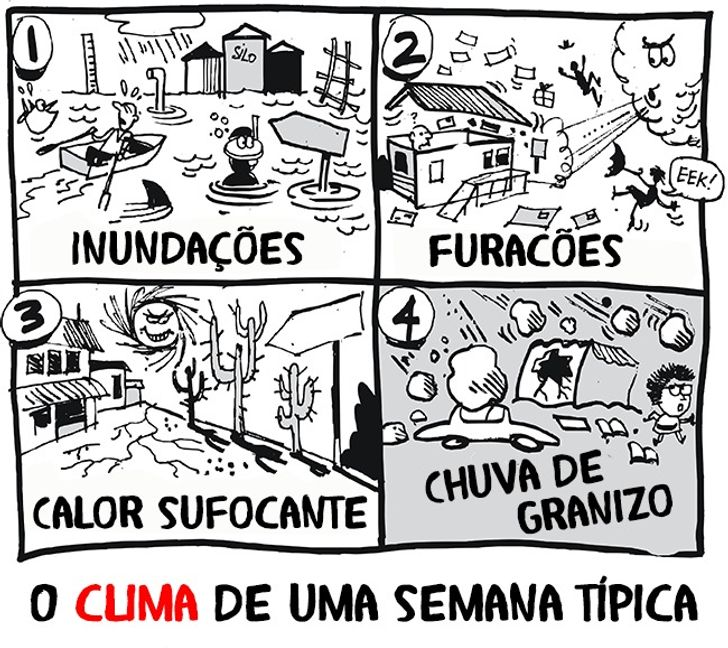 1
SILO
INUNDAÇÕES
2
EEK!
FURACÕES
3
CALOR SUFOCANTE
4
CHUVA DE
GRANIZO
O CLIMA DE UMA SEMANA TÍPICA